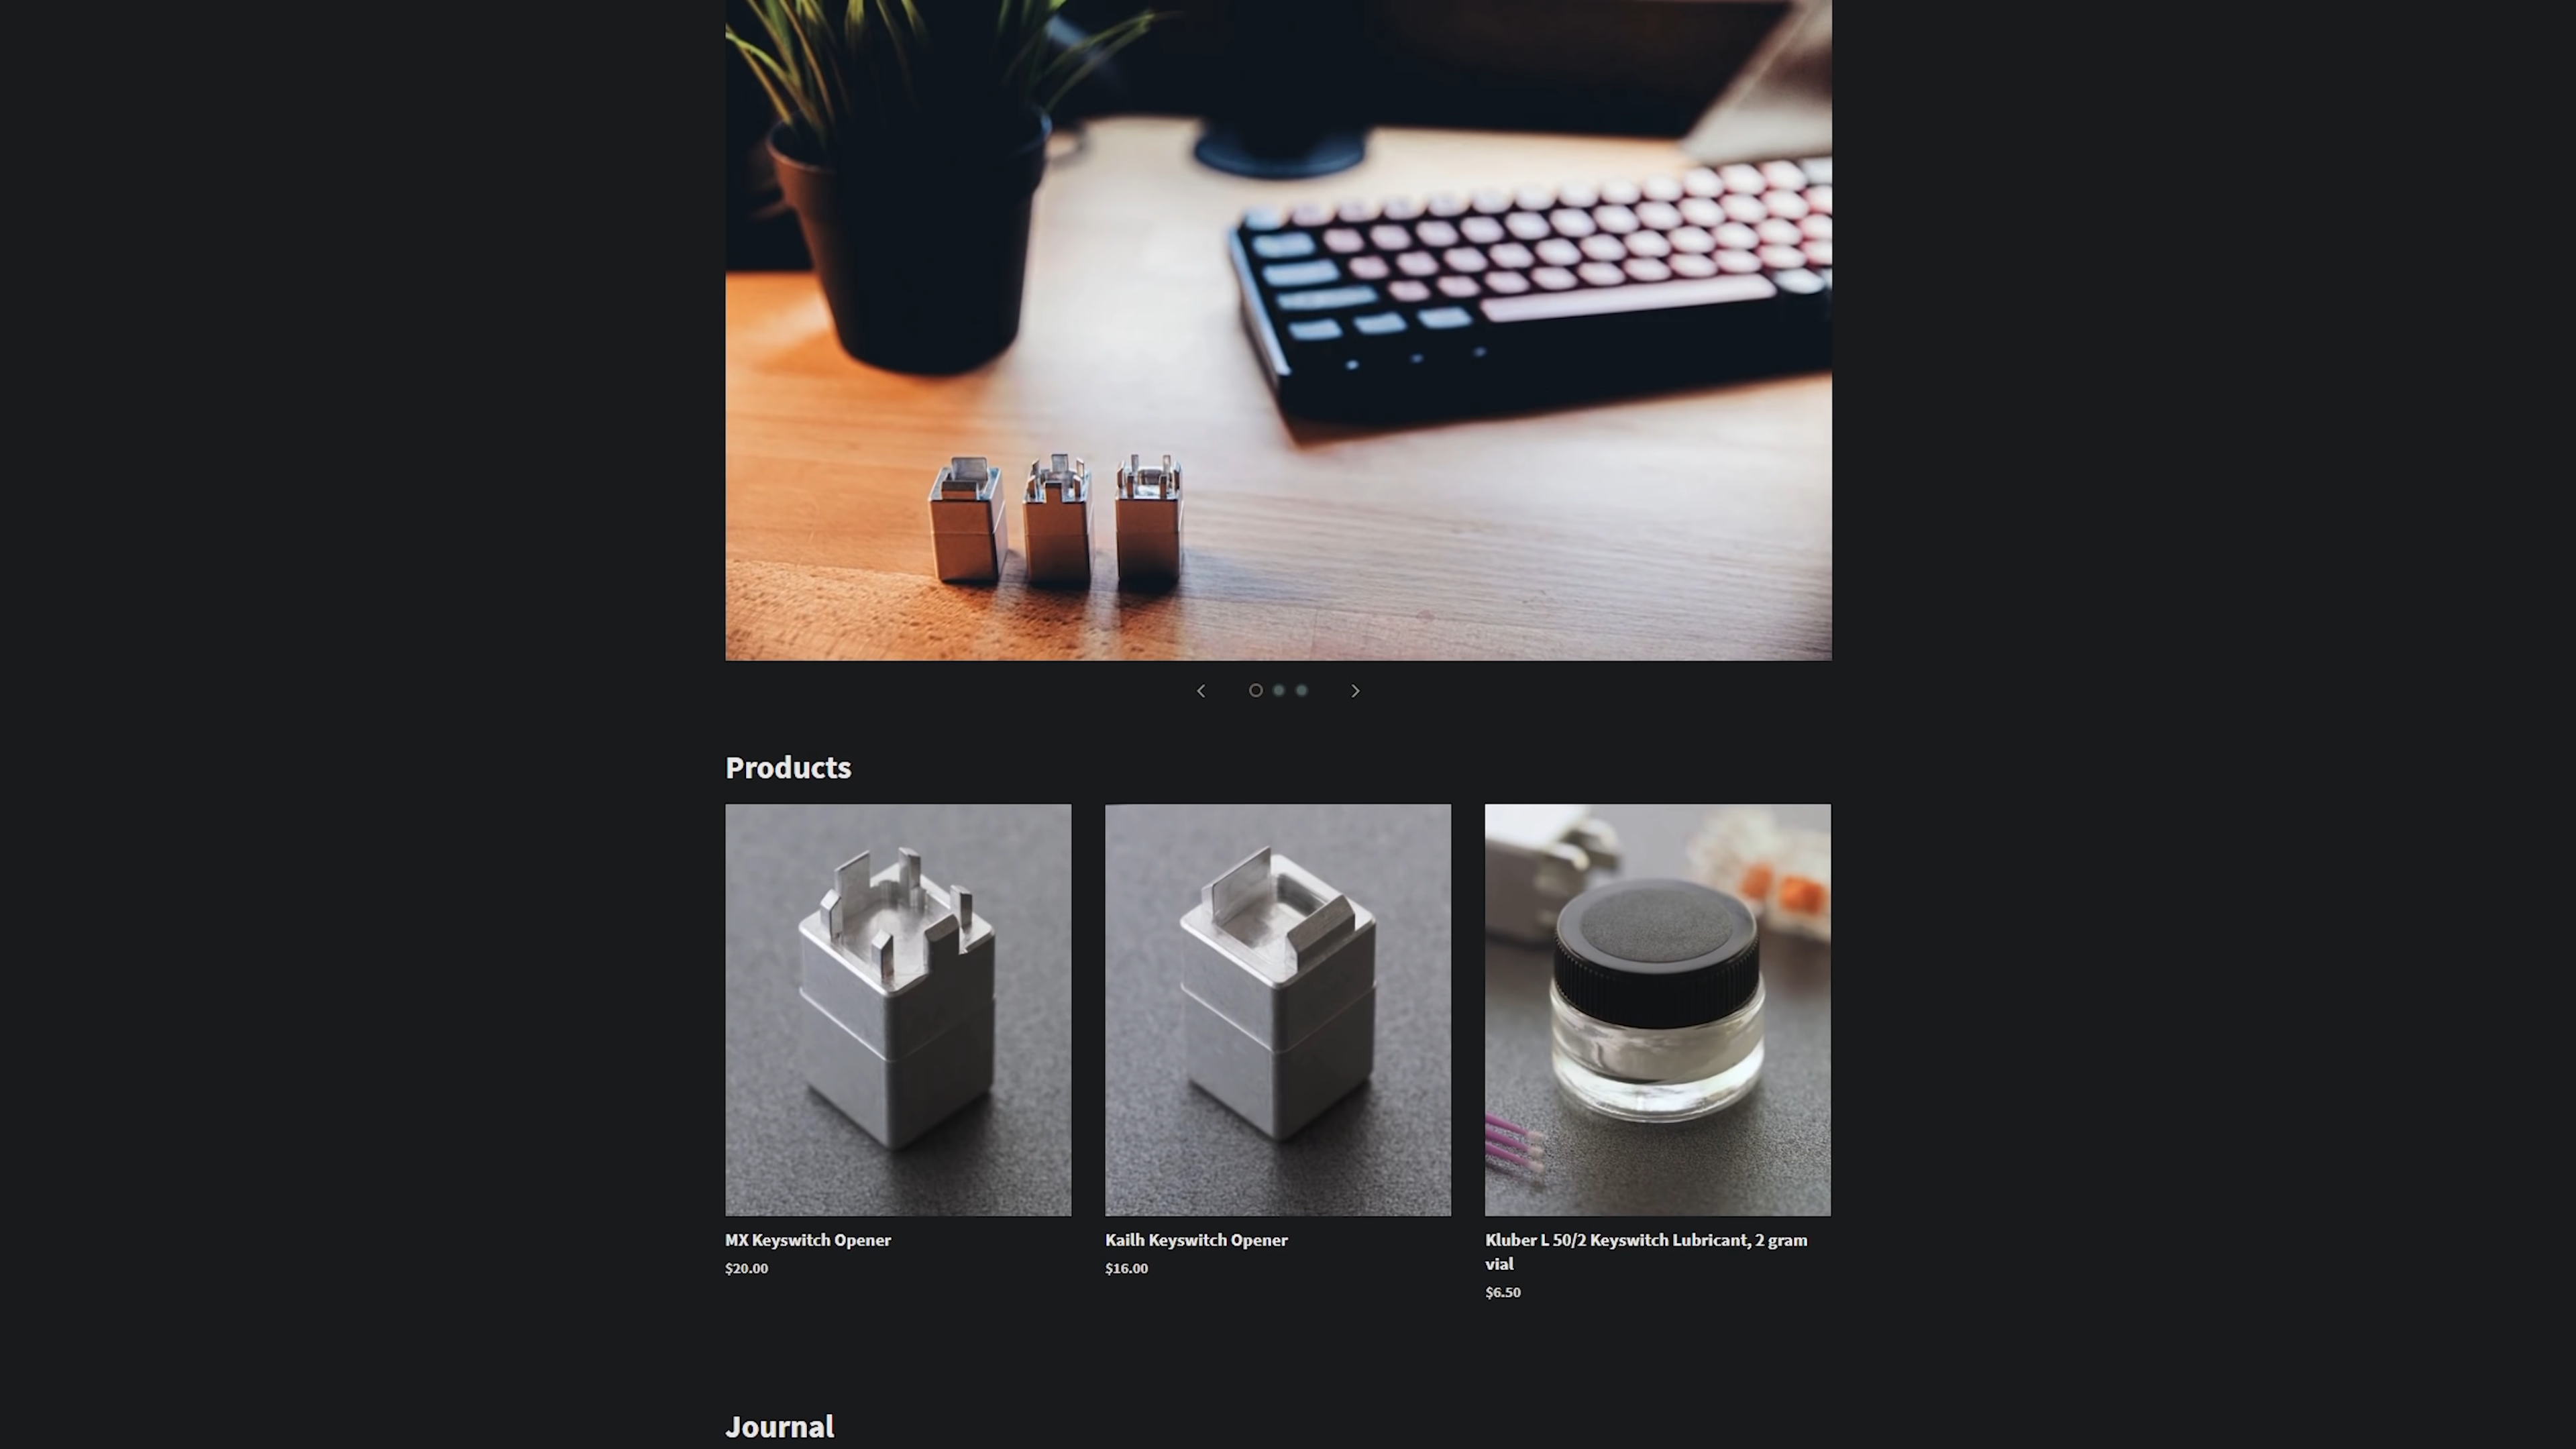 Products
MX Keyswitch Opener
$20.00
Kailh Keyswitch Opener
$16.00
Kluber L 50/2 Keyswitch Lubricant, 2 gram
vial
$6.50
Journal